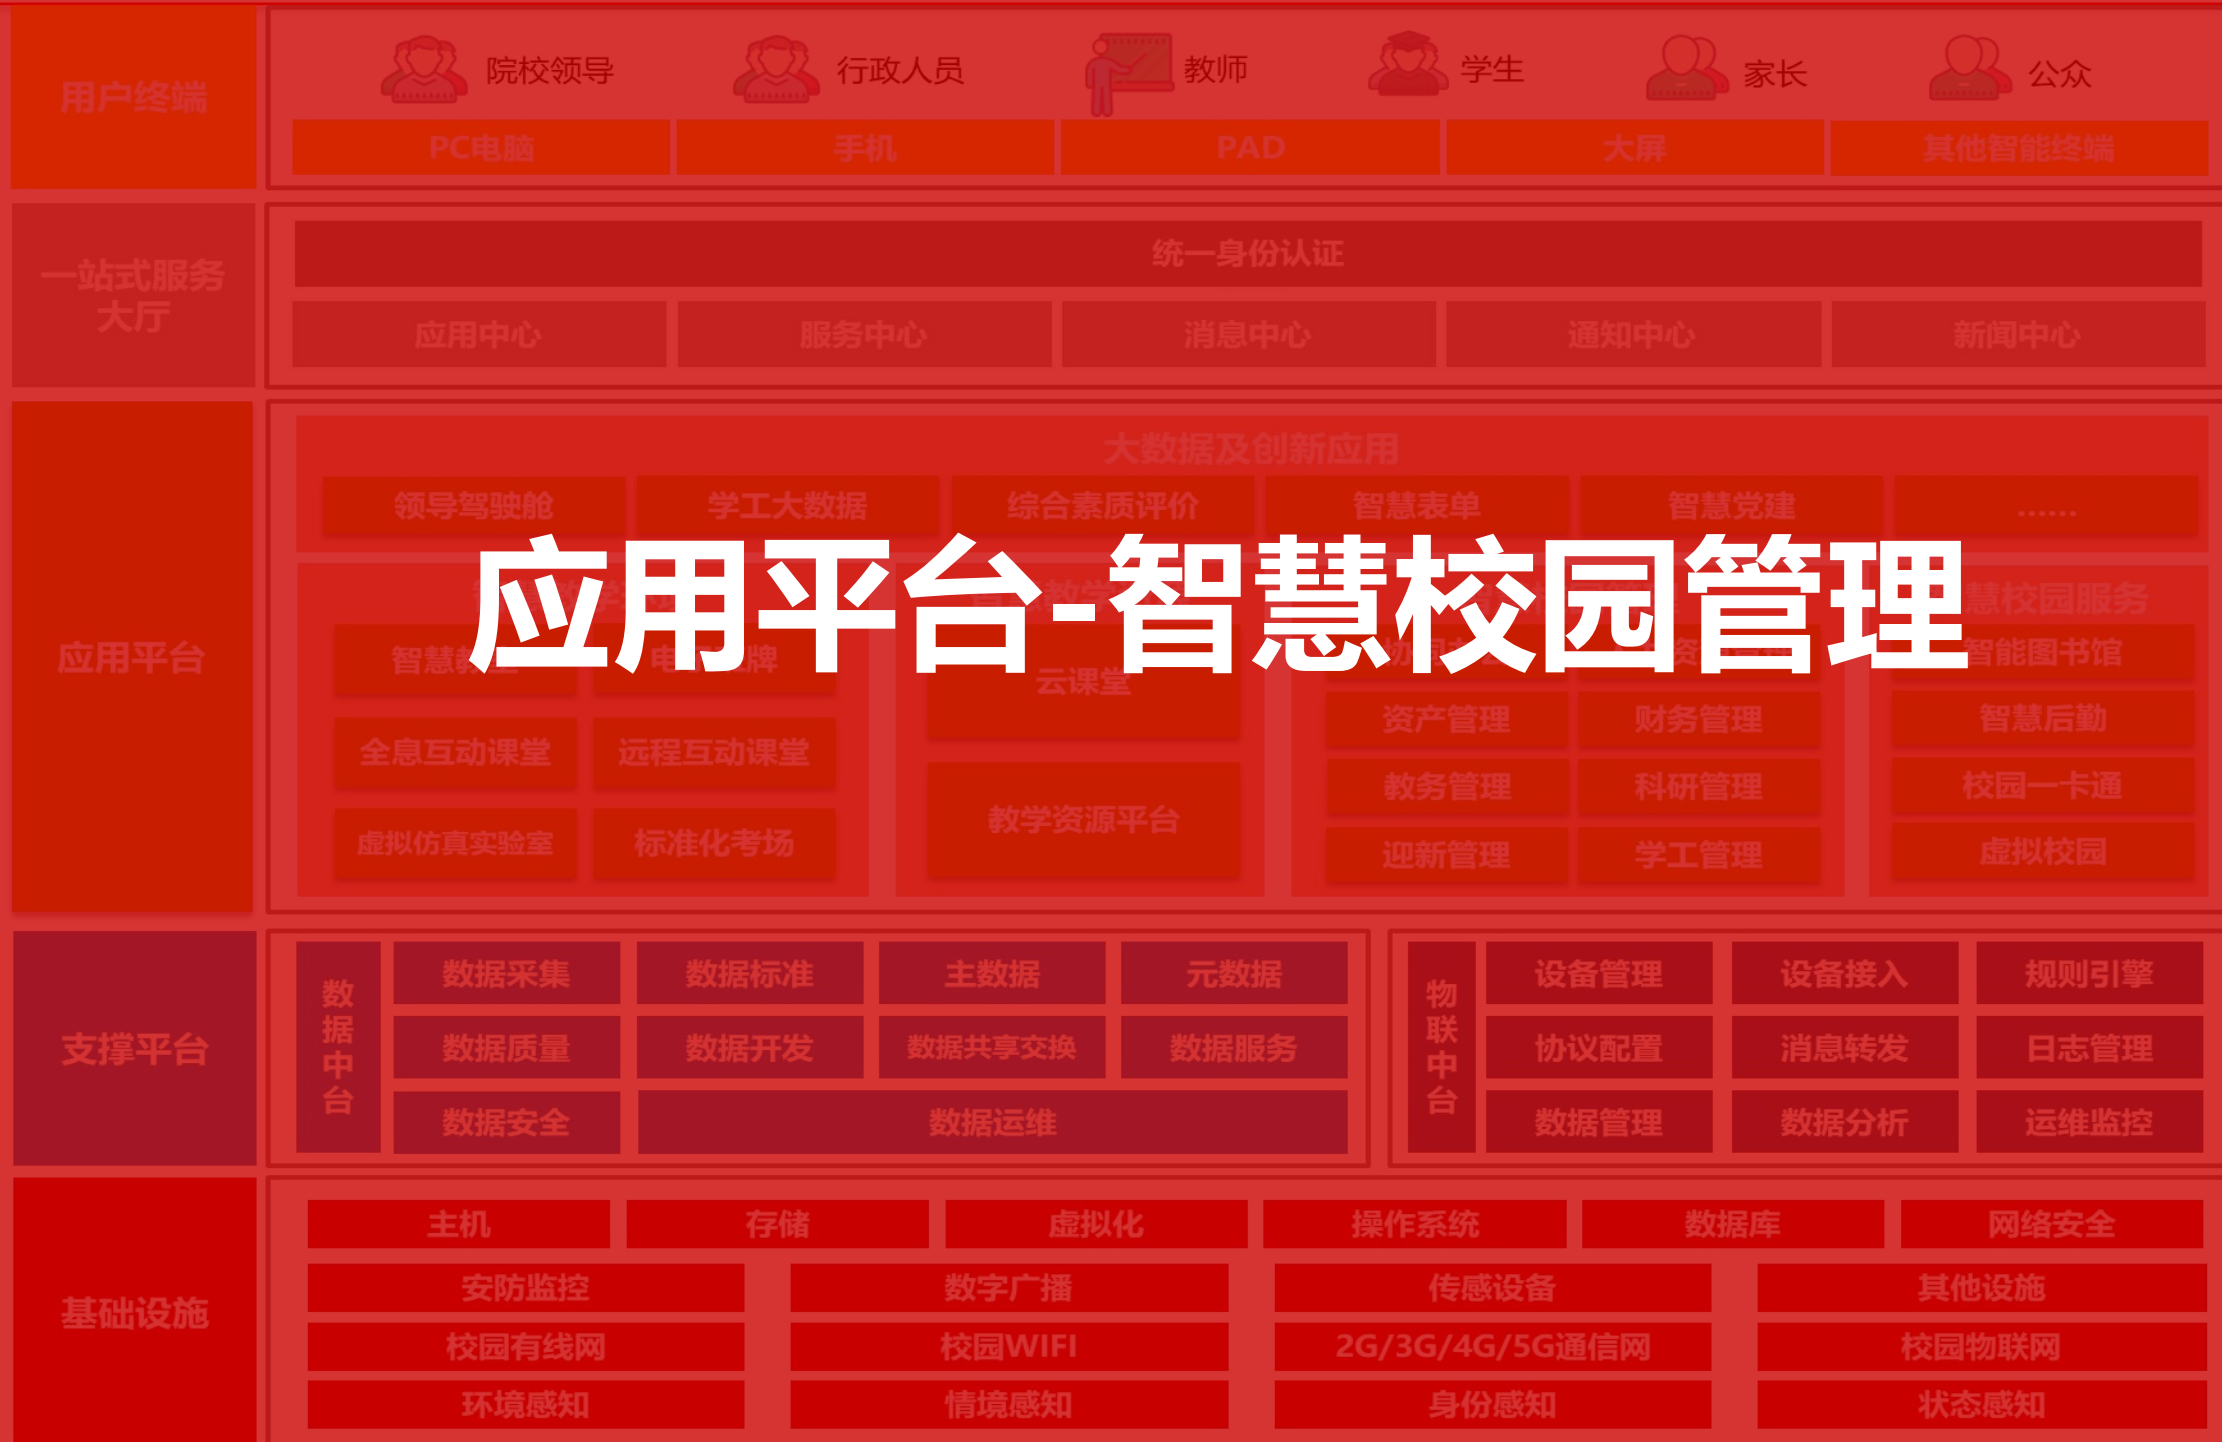 用户终端
院校领导
行政人员
教师
学生
家长
公众
PC电脑
手机
PAD
大屏
其他智能终端
一站式服务
大厅
统一身份认证
应用中心
服务中心
消息中心
通知中心
新闻中心
应用平台
大数据及创新应用
领导驾驶舱
学工大数据
综合素质评价
智慧表单
智慧党建
......
应用平台-智慧校园管理
慧校园服务
云课堂
智能图书馆
资产管理
财务管理
智慧后勤
全息互动课堂
远程互动课堂
教务管理
科研管理
校园一卡通
虚拟仿真实验室
标准化考场
教学资源平台
迎新管理
学工管理
虚拟校园
支撑平台
数据中台
数据采集
数据标准
主数据
元数据
数据质量
数据开发
数据共享交换
数据服务
数据安全
数据运维
物联中台
设备管理
设备接入
规则引擎
协议配置
消息转发
日志管理
数据管理
数据分析
运维监控
基础设施
主机
存储
虚拟化
操作系统
数据库
网络安全
安防监控
数字广播
传感设备
其他设施
校园有线网
校园WIFI
2G/3G/4G/5G通信网
校园物联网
环境感知
情境感知
身份感知
状态感知